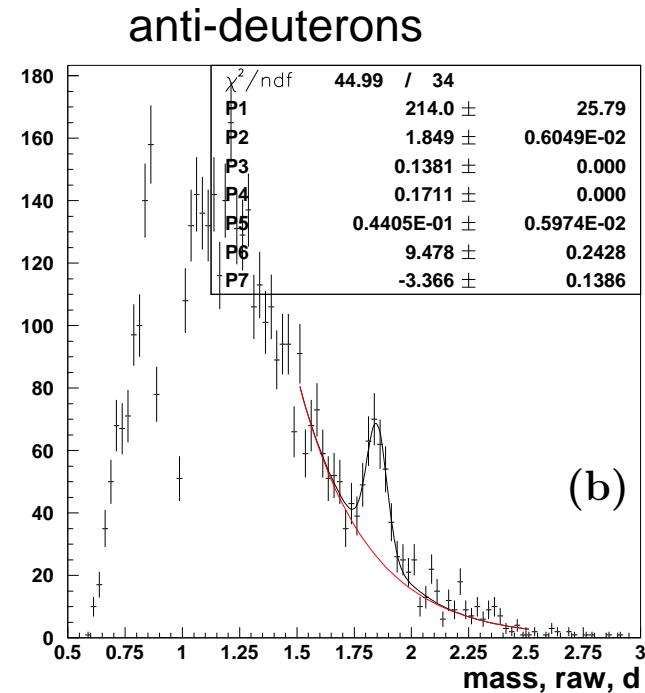 anti-deuterons
χ²/ndf 44.99 / 34
P1 214.0 ± 25.79
P2 1.849 ± 0.6049E-02
P3 0.1381 ± 0.000
P4 0.1711 ± 0.000
P5 0.4405E-01 ± 0.5974E-02
P6 9.478 ± 0.2428
P7 -3.366 ± 0.1386
180
160
140
120
100
80
60
40
20
0
(b)
0.5 0.75 1 1.25 1.5 1.75 2 2.25 2.5 2.75 3
mass, raw, d